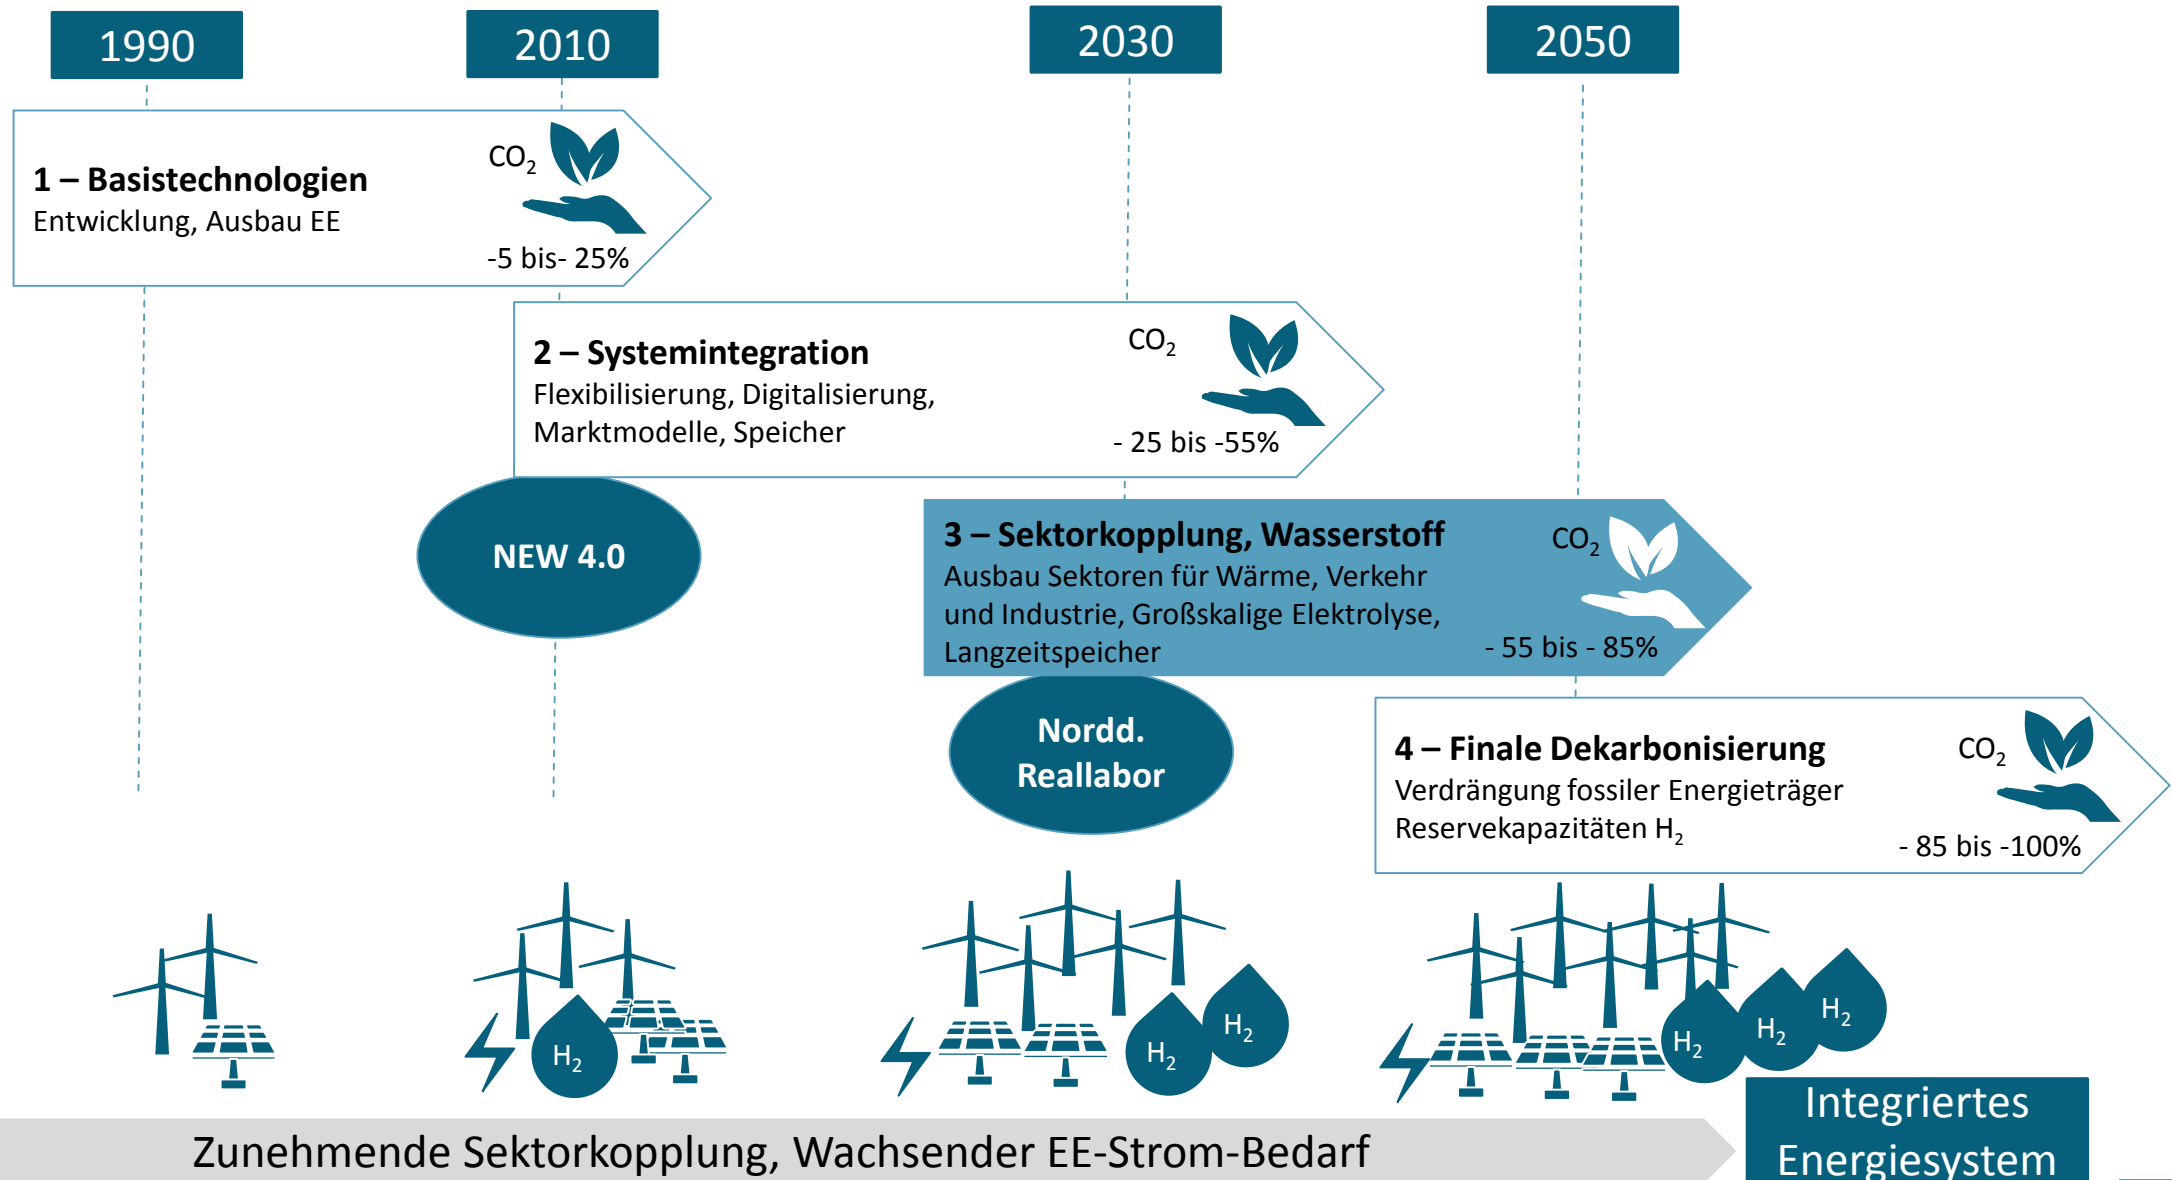 1990
2010
2030
2050
1 – Basistechnologien
Entwicklung, Ausbau EE
CO₂
-5 bis- 25%
2 – Systemintegration
Flexibilisierung, Digitalisierung,
Marktmodelle, Speicher
CO₂
- 25 bis -55%
NEW 4.0
3 – Sektorkopplung, Wasserstoff
Ausbau Sektoren für Wärme, Verkehr
und Industrie, Großskalige Elektrolyse,
Langzeitspeicher
CO₂
- 55 bis - 85%
Nordd.
Reallabor
4 – Finale Dekarbonisierung
Verdrängung fossiler Energieträger
Reservekapazitäten H₂
CO₂
- 85 bis -100%
H₂
H₂
H₂
H₂
H₂
H₂
Zunehmende Sektorkopplung, Wachsender EE-Strom-Bedarf
Integriertes
Energiesystem